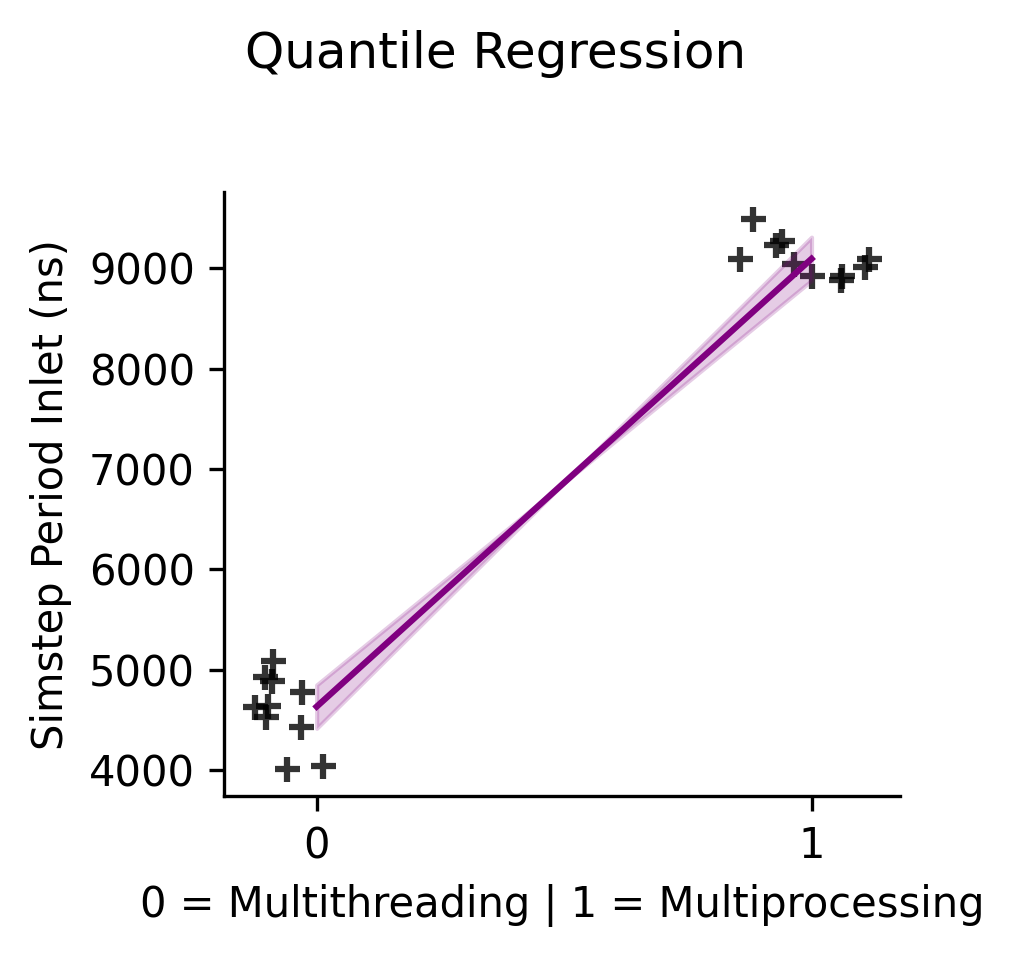 Quantile Regression
Simstep Period Inlet (ns)
9000
8000
7000
6000
5000
4000
0
1
0 = Multithreading | 1 = Multiprocessing